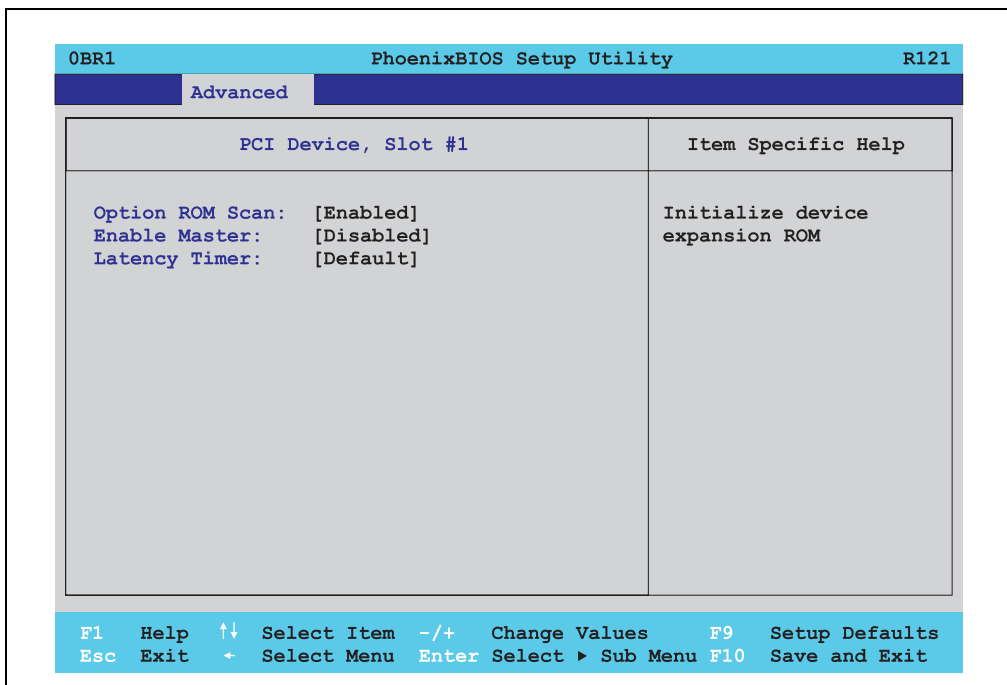 0BR1 PhoenixBIOS Setup Utility R121
Advanced
PCI Device, Slot #1 Item Specific Help
Option ROM Scan: [Enabled] Initialize device
Enable Master: [Disabled] expansion ROM
Latency Timer: [Default]
F1 Help ↑↓ Select Item -/+ Change Values F9 Setup Defaults
Esc Exit ← Select Menu Enter Select ▶ Sub Menu F10 Save and Exit